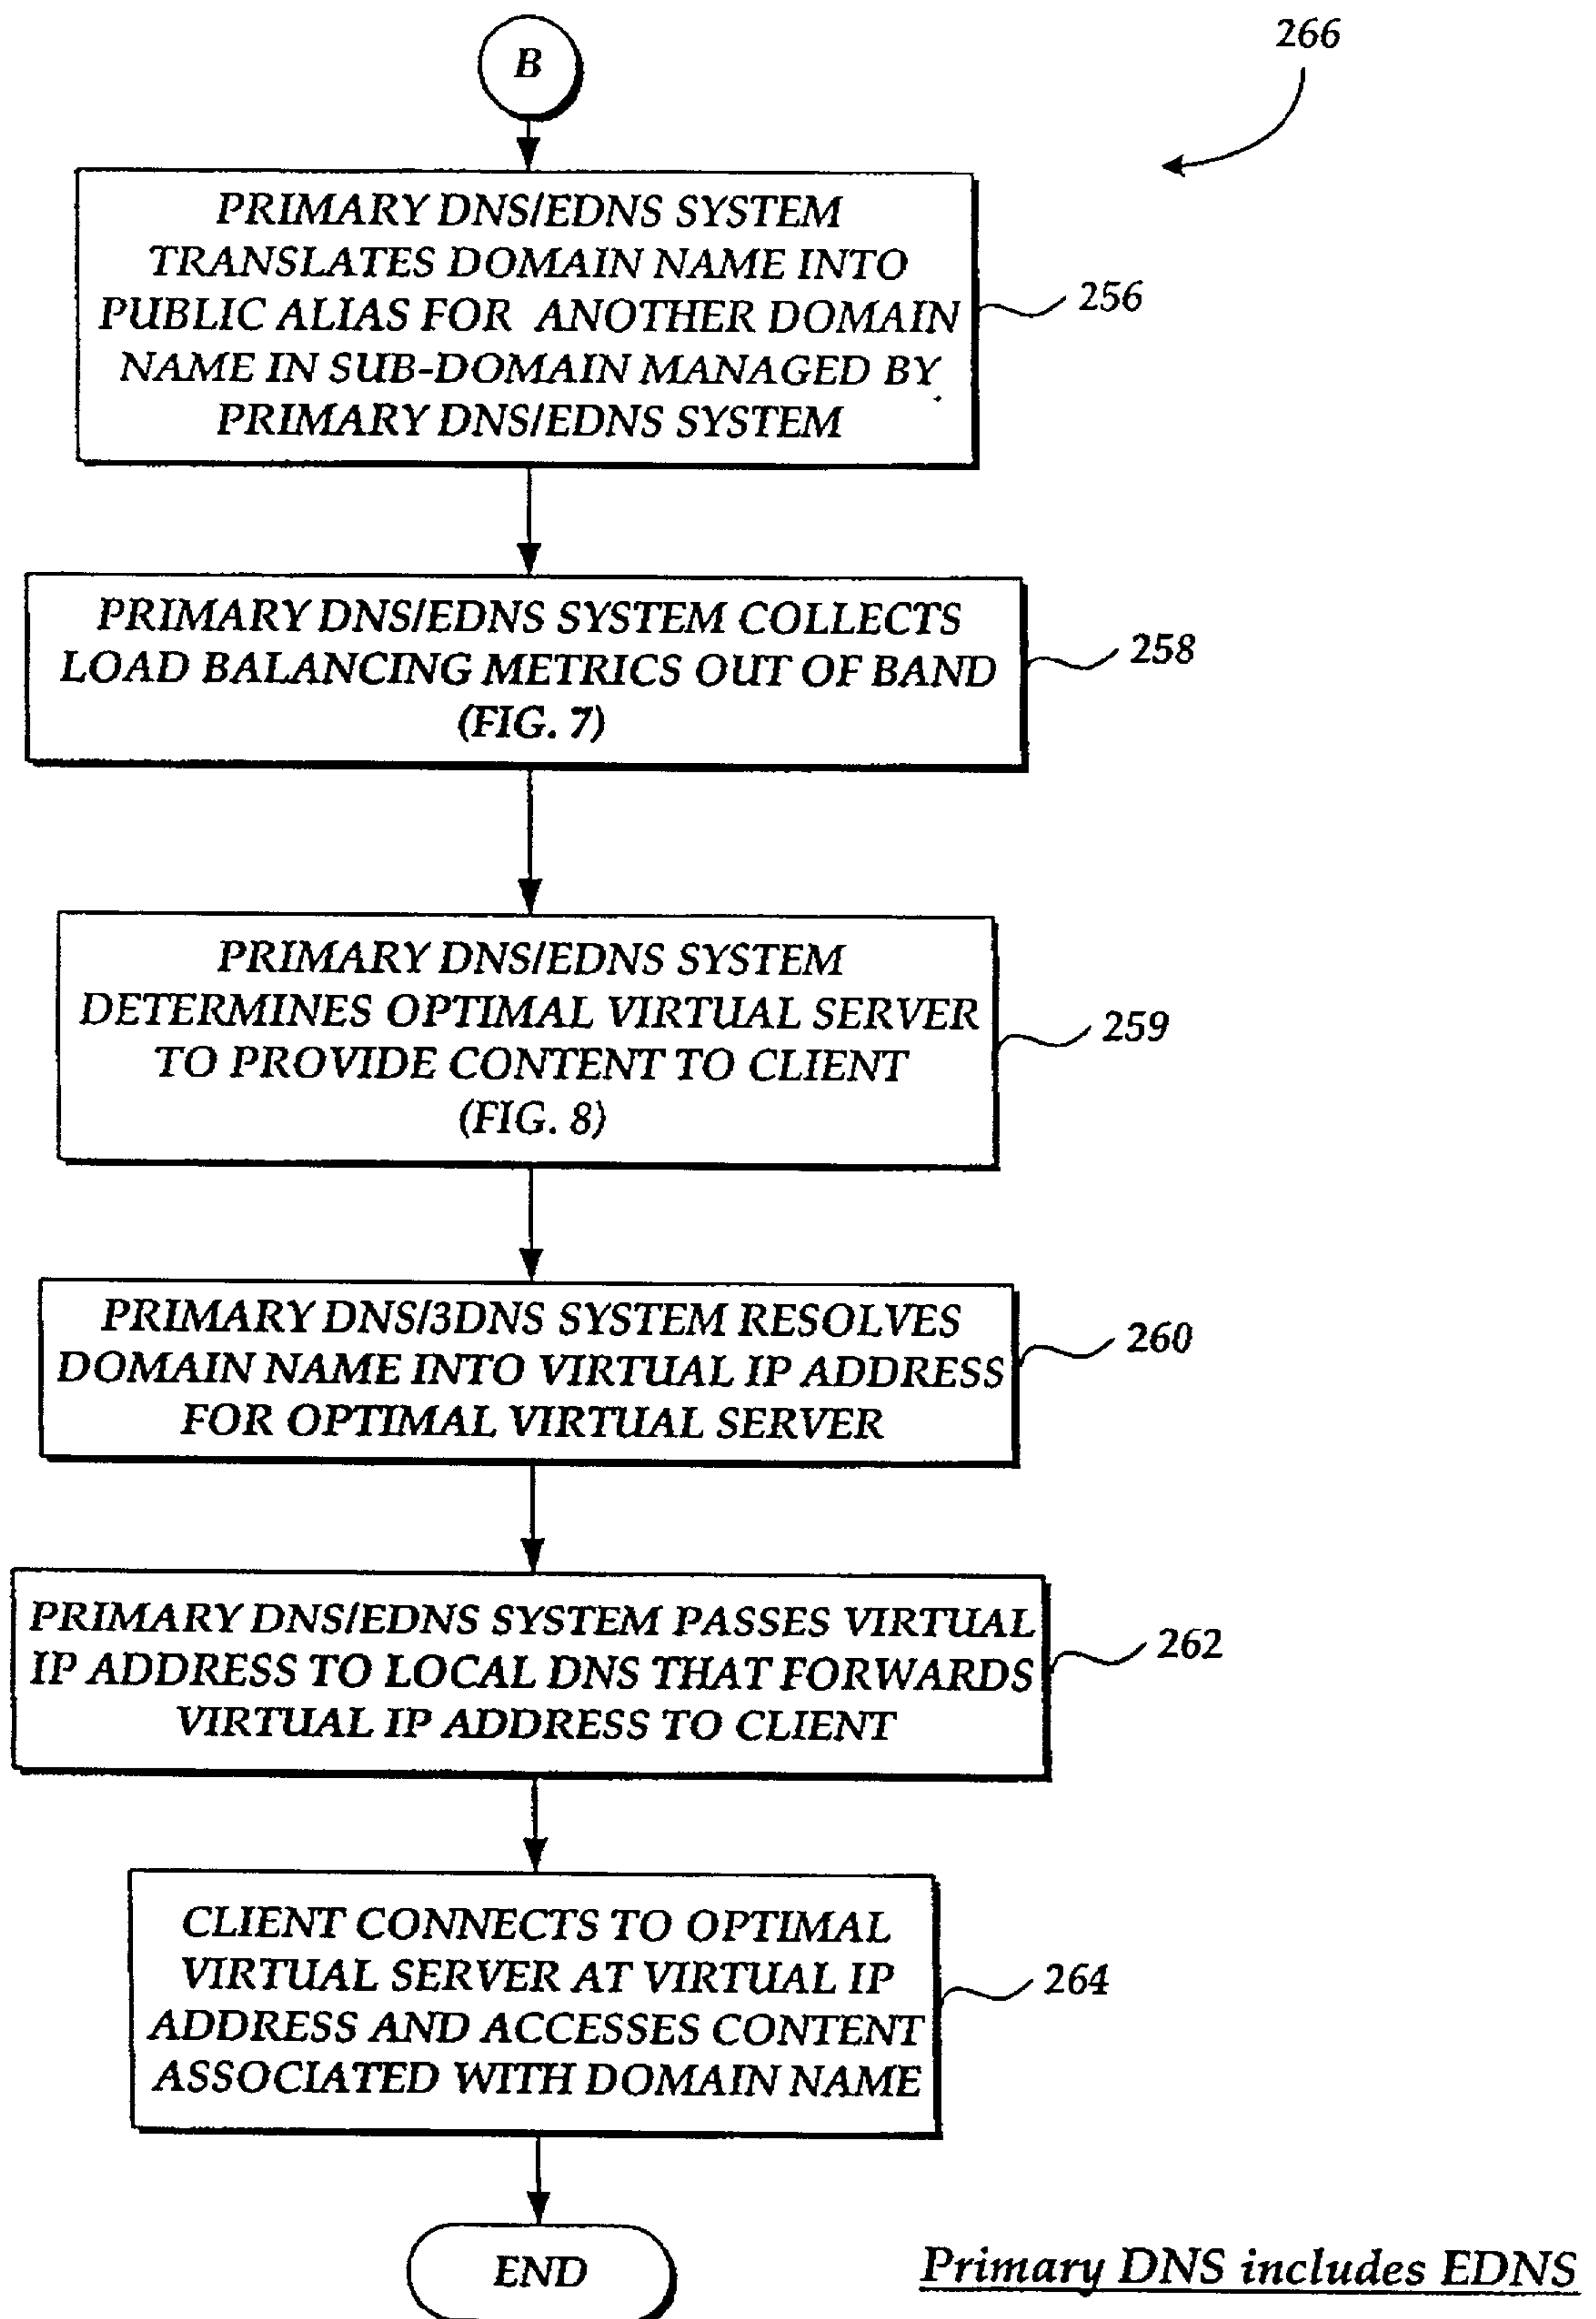 B
266
PRIMARY DNS/EDNS SYSTEM
TRANSLATES DOMAIN NAME INTO
PUBLIC ALIAS FOR ANOTHER DOMAIN
NAME IN SUB-DOMAIN MANAGED BY
PRIMARY DNS/EDNS SYSTEM
256
PRIMARY DNS/EDNS SYSTEM COLLECTS
LOAD BALANCING METRICS OUT OF BAND
(FIG. 7)
258
PRIMARY DNS/EDNS SYSTEM
DETERMINES OPTIMAL VIRTUAL SERVER
TO PROVIDE CONTENT TO CLIENT
(FIG. 8)
259
PRIMARY DNS/3DNS SYSTEM RESOLVES
DOMAIN NAME INTO VIRTUAL IP ADDRESS
FOR OPTIMAL VIRTUAL SERVER
260
PRIMARY DNS/EDNS SYSTEM PASSES VIRTUAL
IP ADDRESS TO LOCAL DNS THAT FORWARDS
VIRTUAL IP ADDRESS TO CLIENT
262
CLIENT CONNECTS TO OPTIMAL
VIRTUAL SERVER AT VIRTUAL IP
ADDRESS AND ACCESSES CONTENT
ASSOCIATED WITH DOMAIN NAME
264
END
Primary DNS includes EDNS